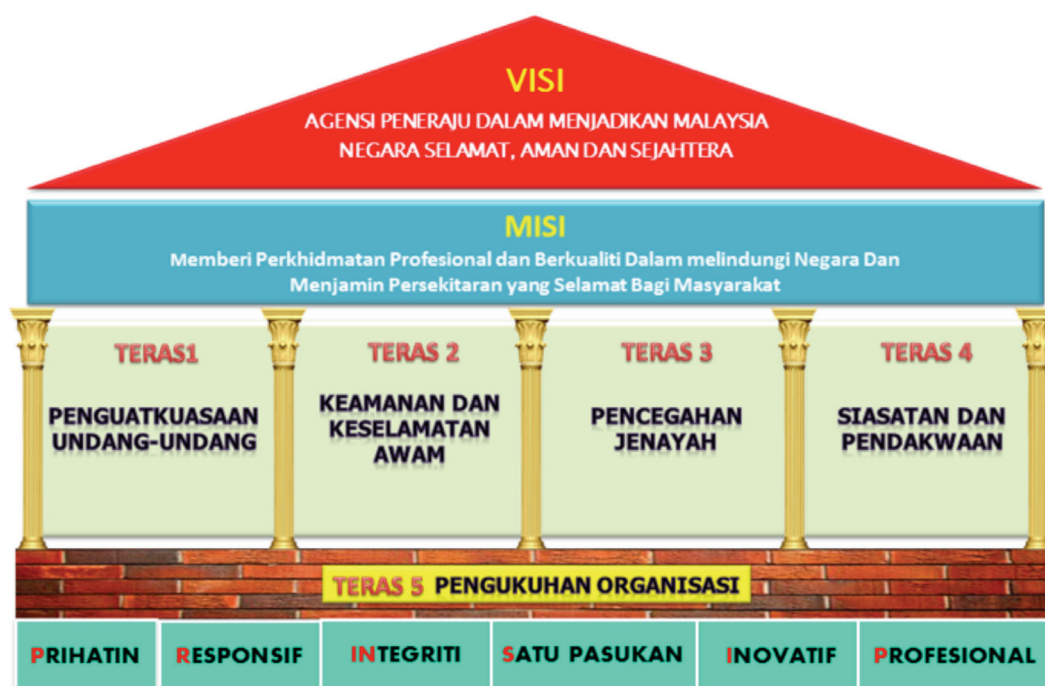 VISI
AGENSI PENERAJU DALAM MENJADIKAN MALAYSIA
NEGARA SELAMAT, AMAN DAN SEJAHTERA
MISI
Memberi Perkhidmatan Profesional dan Berkualiti Dalam melindungi Negara Dan
Menjamin Persekitaran yang Selamat Bagi Masyarakat
TERAS1
PENGUATKUASAAN
UNDANG-UNDANG
TERAS 2
KEAMANAN DAN
KESELAMATAN
AWAM
TERAS 3
PENCEGAHAN
JENAYAH
TERAS 4
SIASATAN DAN
PENDAKWAAN
TERAS 5 PENGUKUHAN ORGANISASI
PRIHATIN
RESPONSIF
INTEGRITI
SATU PASUKAN
INOVATIF
PROFESIONAL